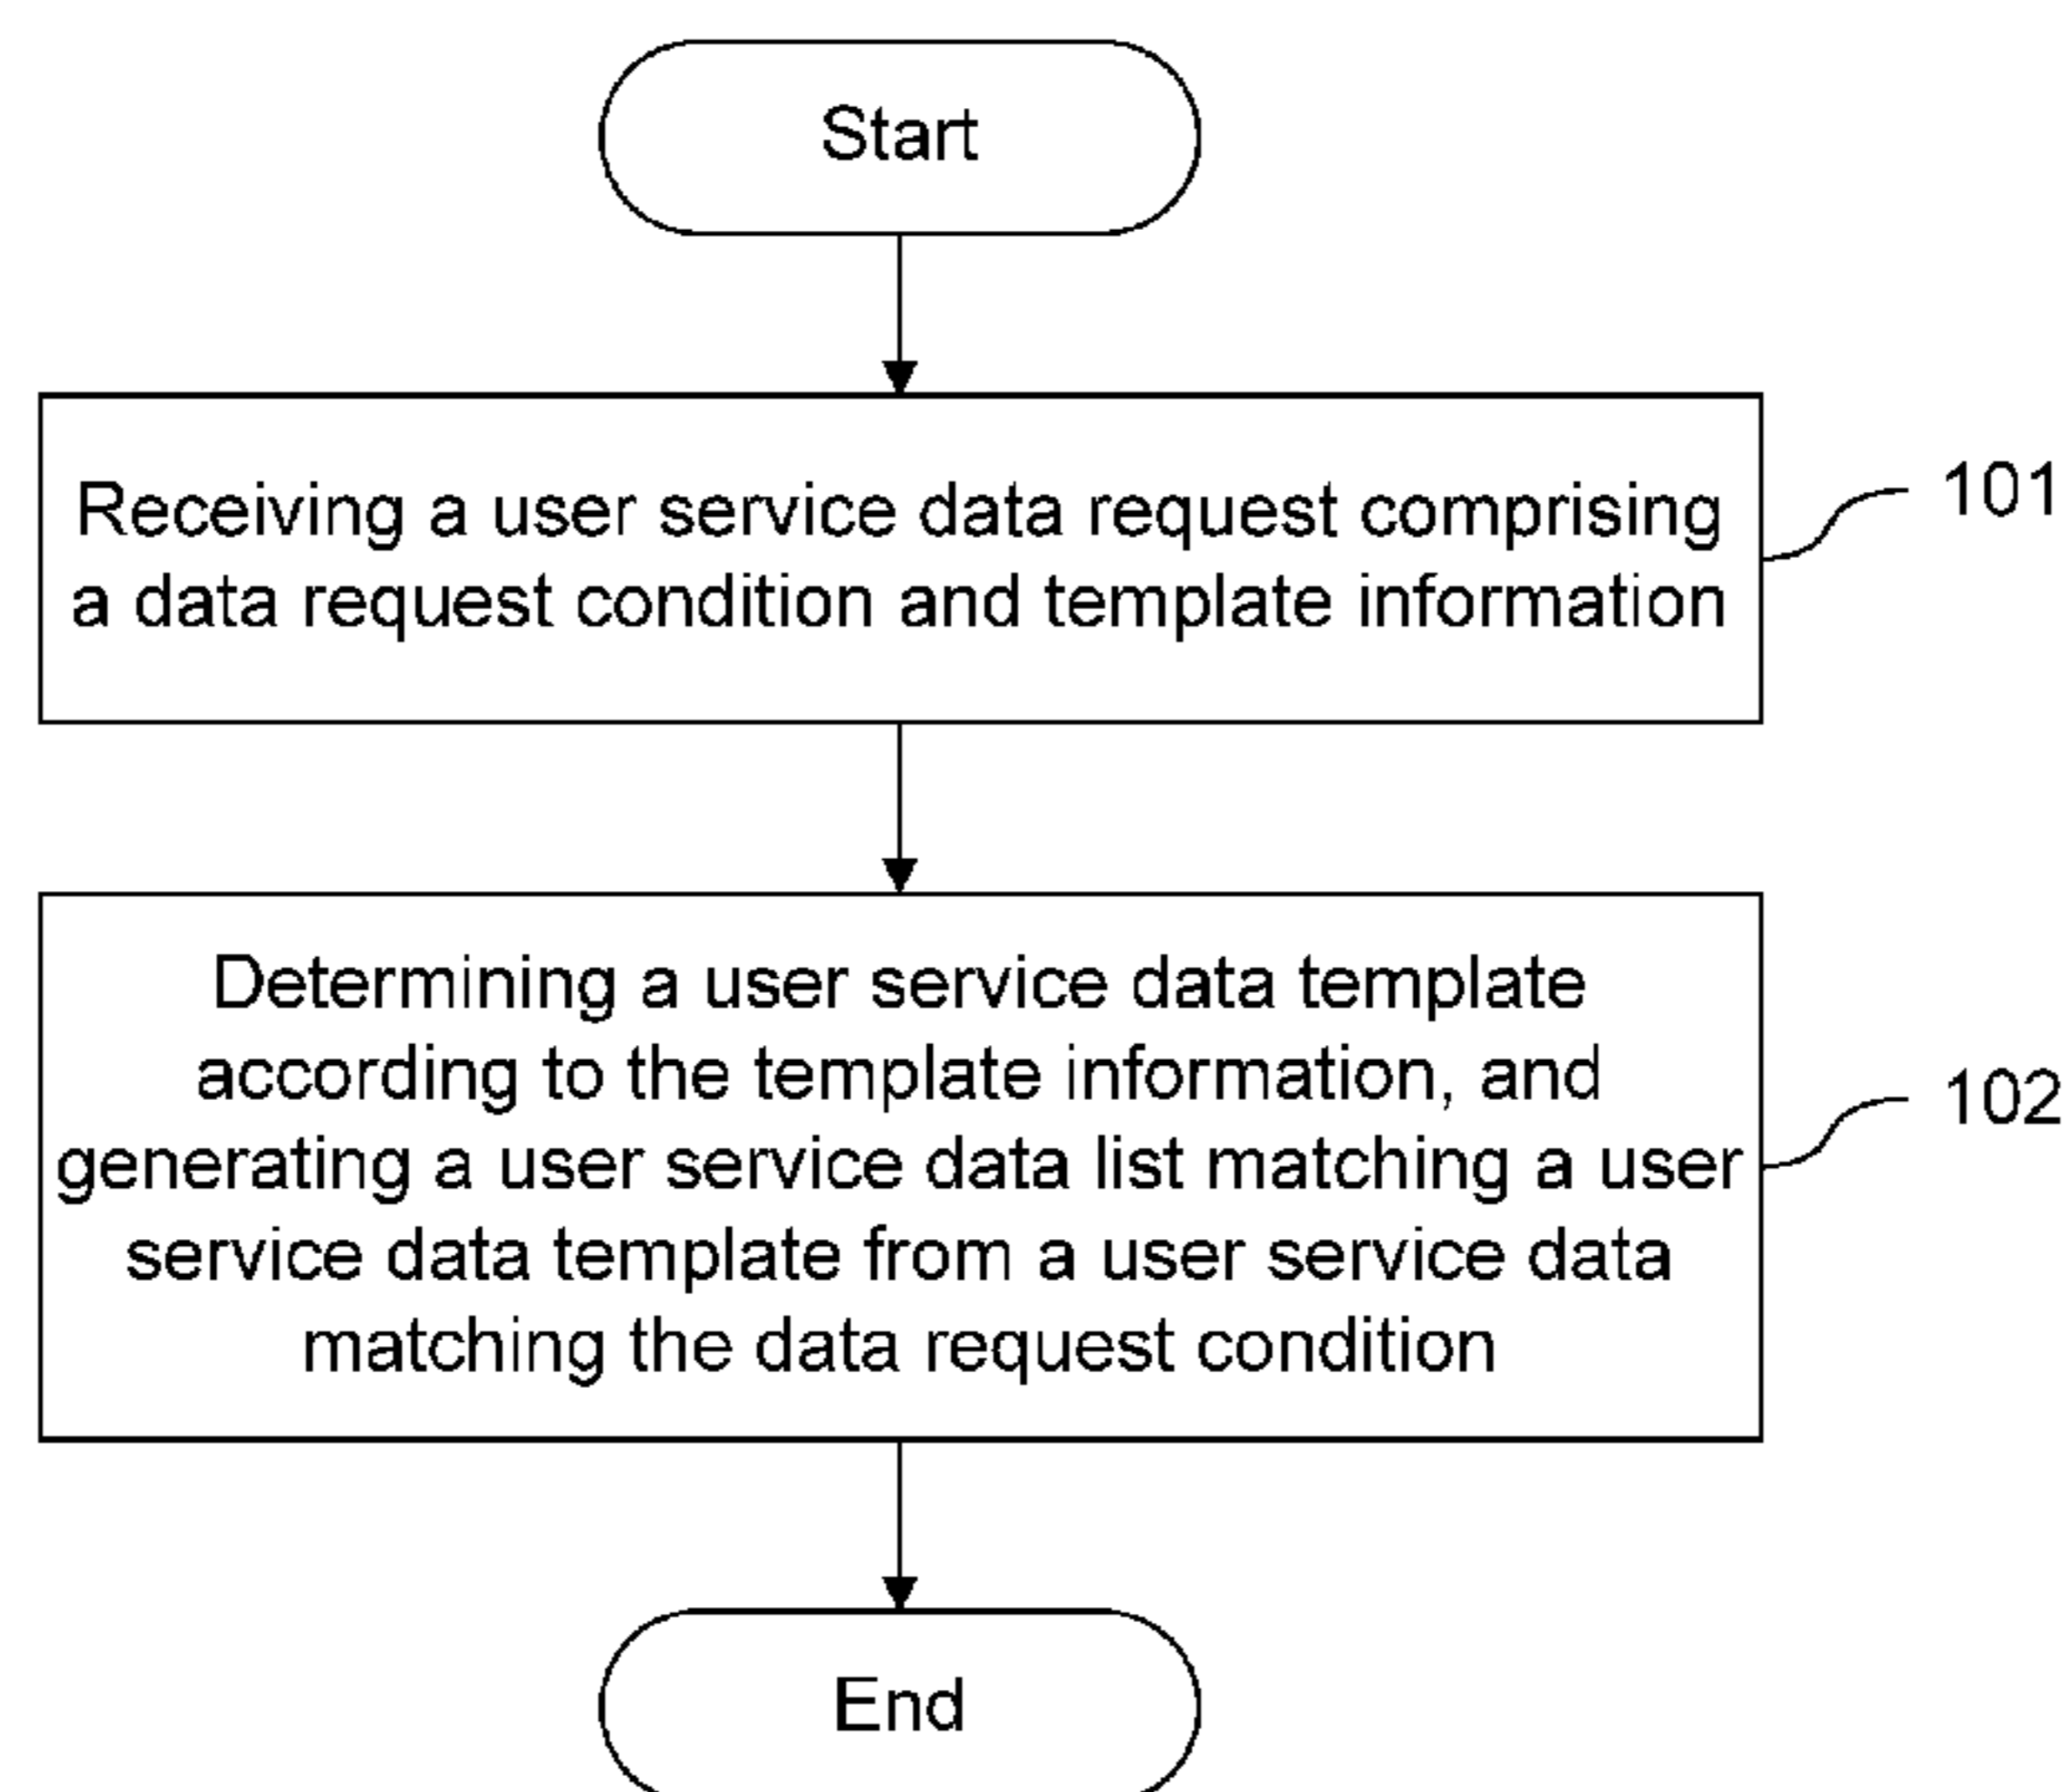 Start
Receiving a user service data request comprising
a data request condition and template information
101
Determining a user service data template
according to the template information, and
generating a user service data list matching a user
service data template from a user service data
matching the data request condition
102
End